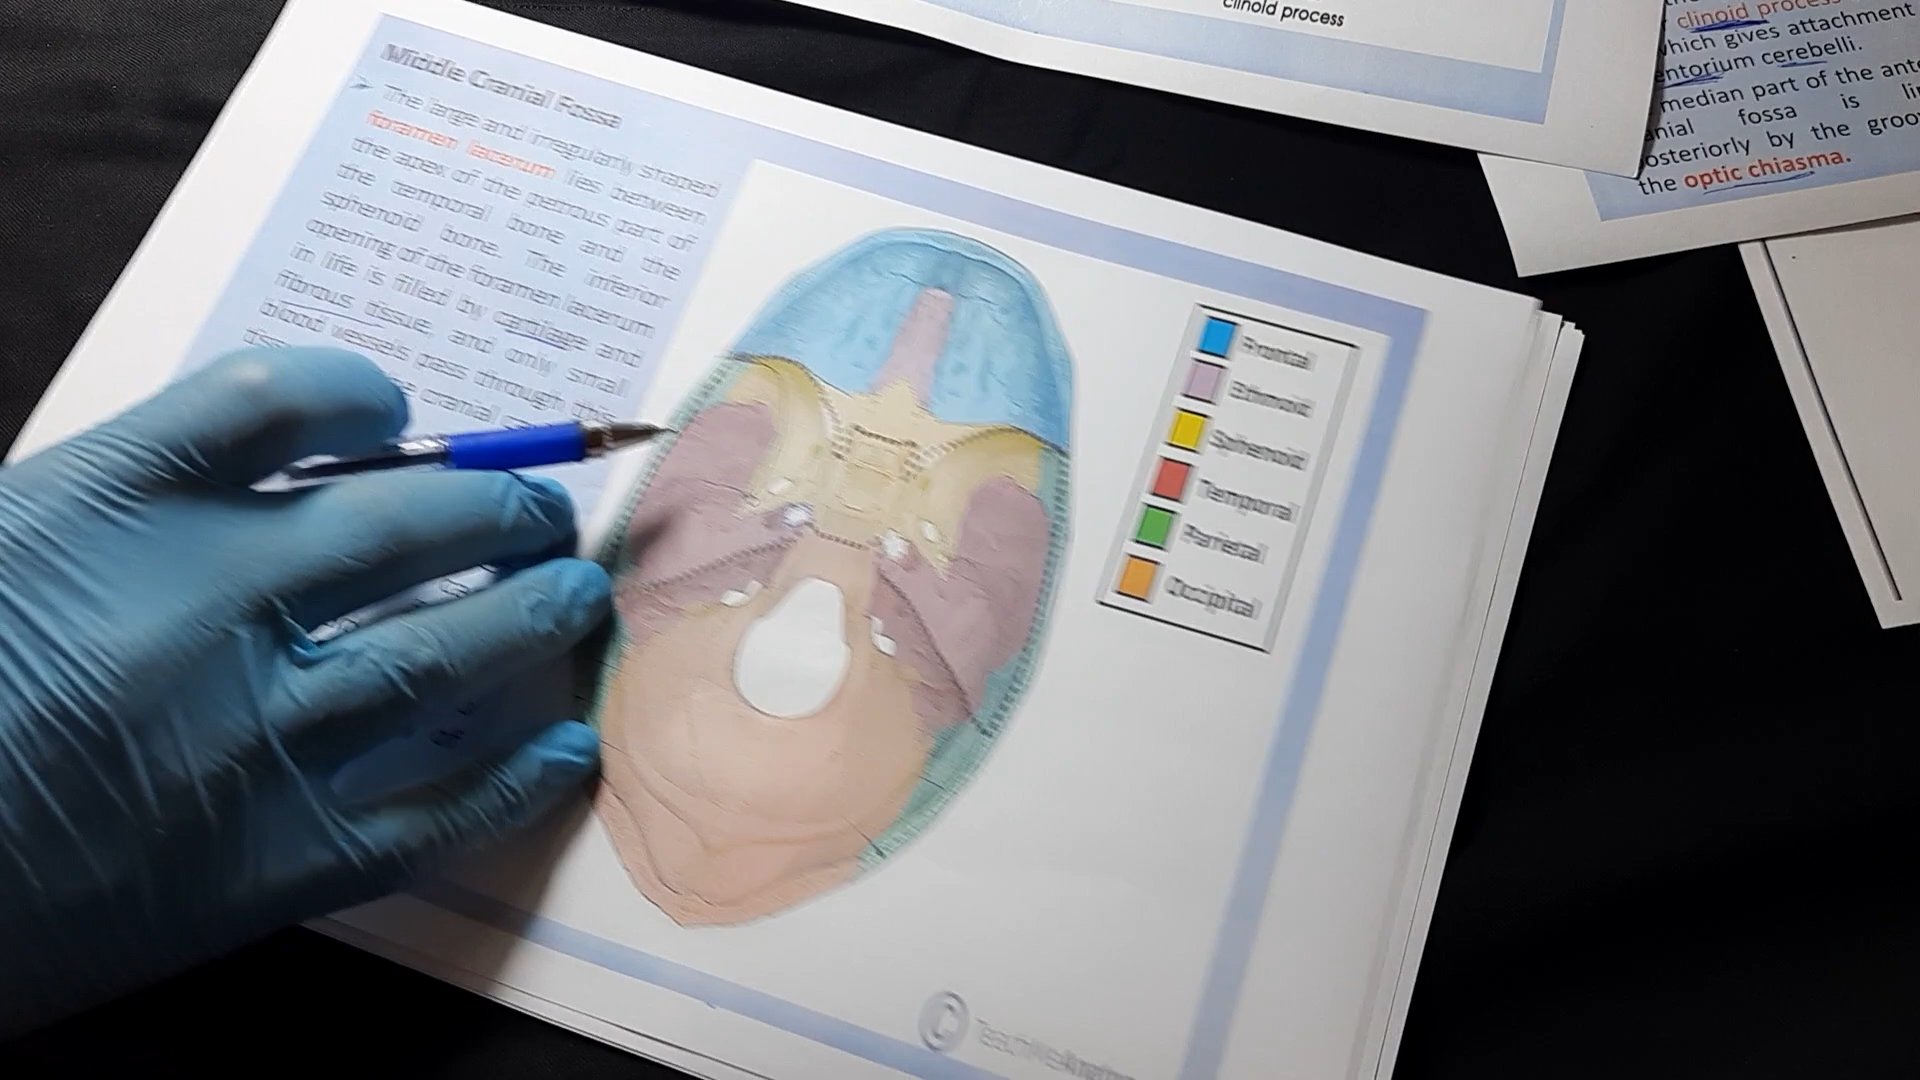 clinoid process
clinoid process
which gives attachment
entorium cerebelli.
median part of the ante
anial fossa is li
osteriorly by the groo
the optic chiasma.
Middle Cranial Fossa
The large and irregularly shaped
foramen lacerum lies between
the apex of the petrous part of
the temporal bone and the
sphenoid bone. The inferior
opening of the foramen lacerum
in life is filled by cartilage and
fibrous tissue, and only small
blood vessels pass through this
tiss
cranial
Frontal
Ethmoid
Sphenoid
Temporal
Parietal
Occipital
© TeachMeAnatom